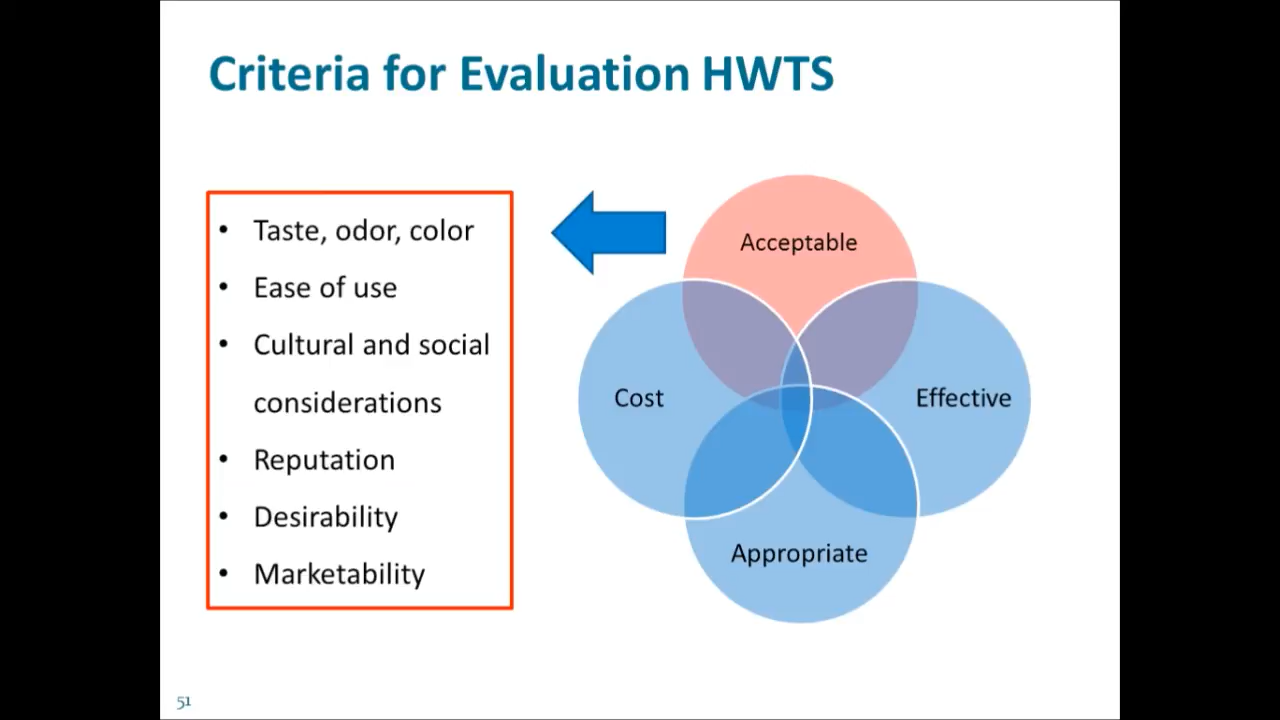 Criteria for Evaluation HWTS
• Taste, odor, color
• Ease of use
• Cultural and social
considerations
• Reputation
• Desirability
• Marketability
Acceptable
Cost
Effective
Appropriate
51